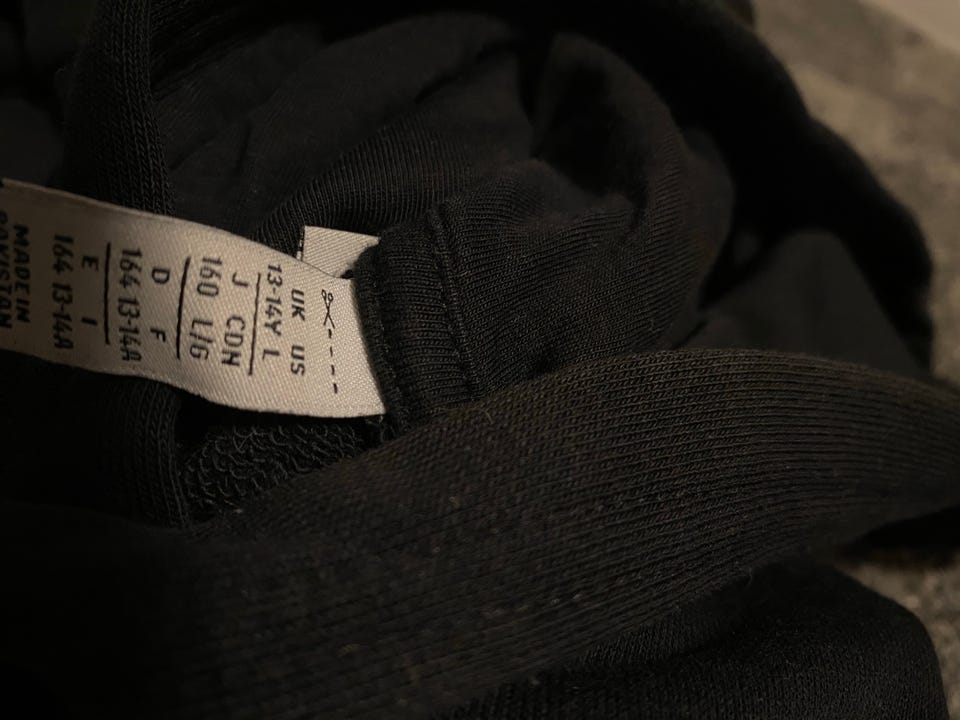 UK US
13-14Y L
J CDN
160 L/G
D F
164 13-14A
E I
164 13-14A
MADE IN
PAKISTAN